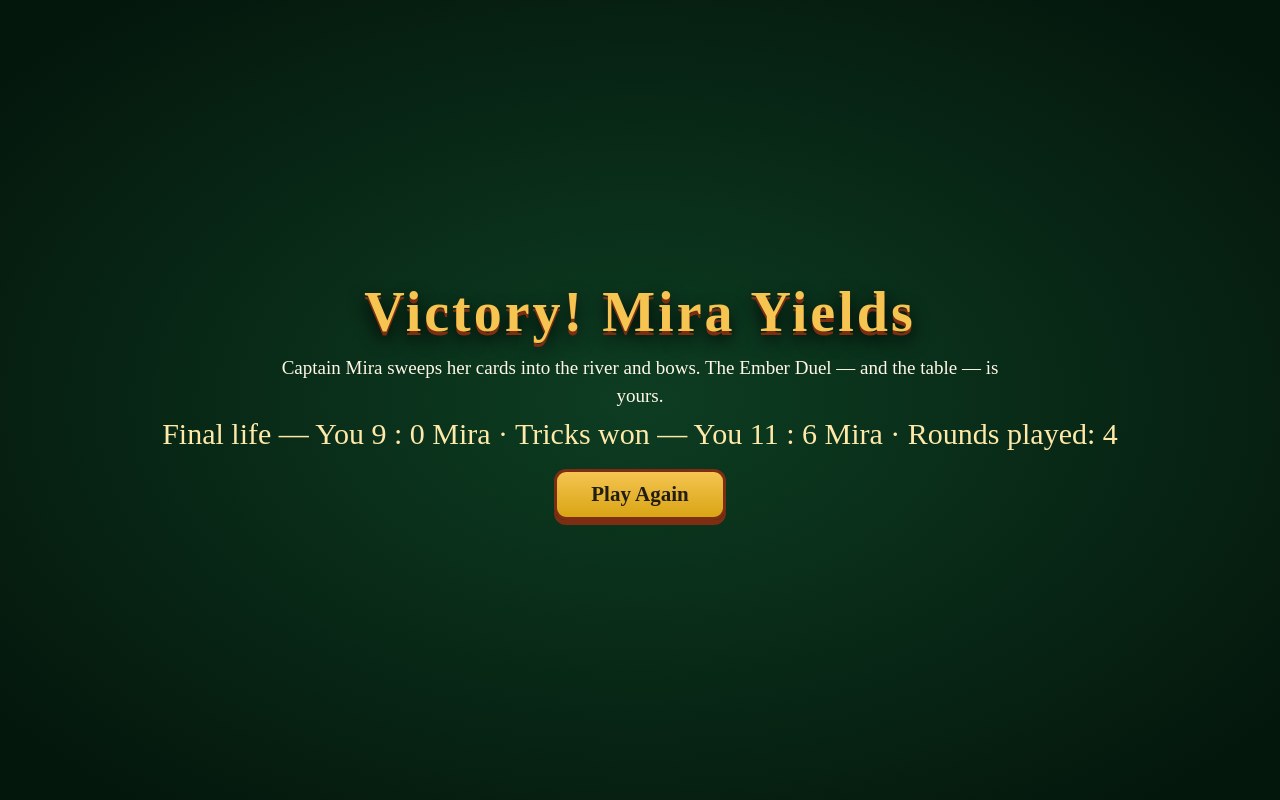 Victory! Mira Yields
Captain Mira sweeps her cards into the river and bows. The Ember Duel — and the table — is
yours.
Final life — You 9 : 0 Mira · Tricks won — You 11 : 6 Mira · Rounds played: 4
Play Again